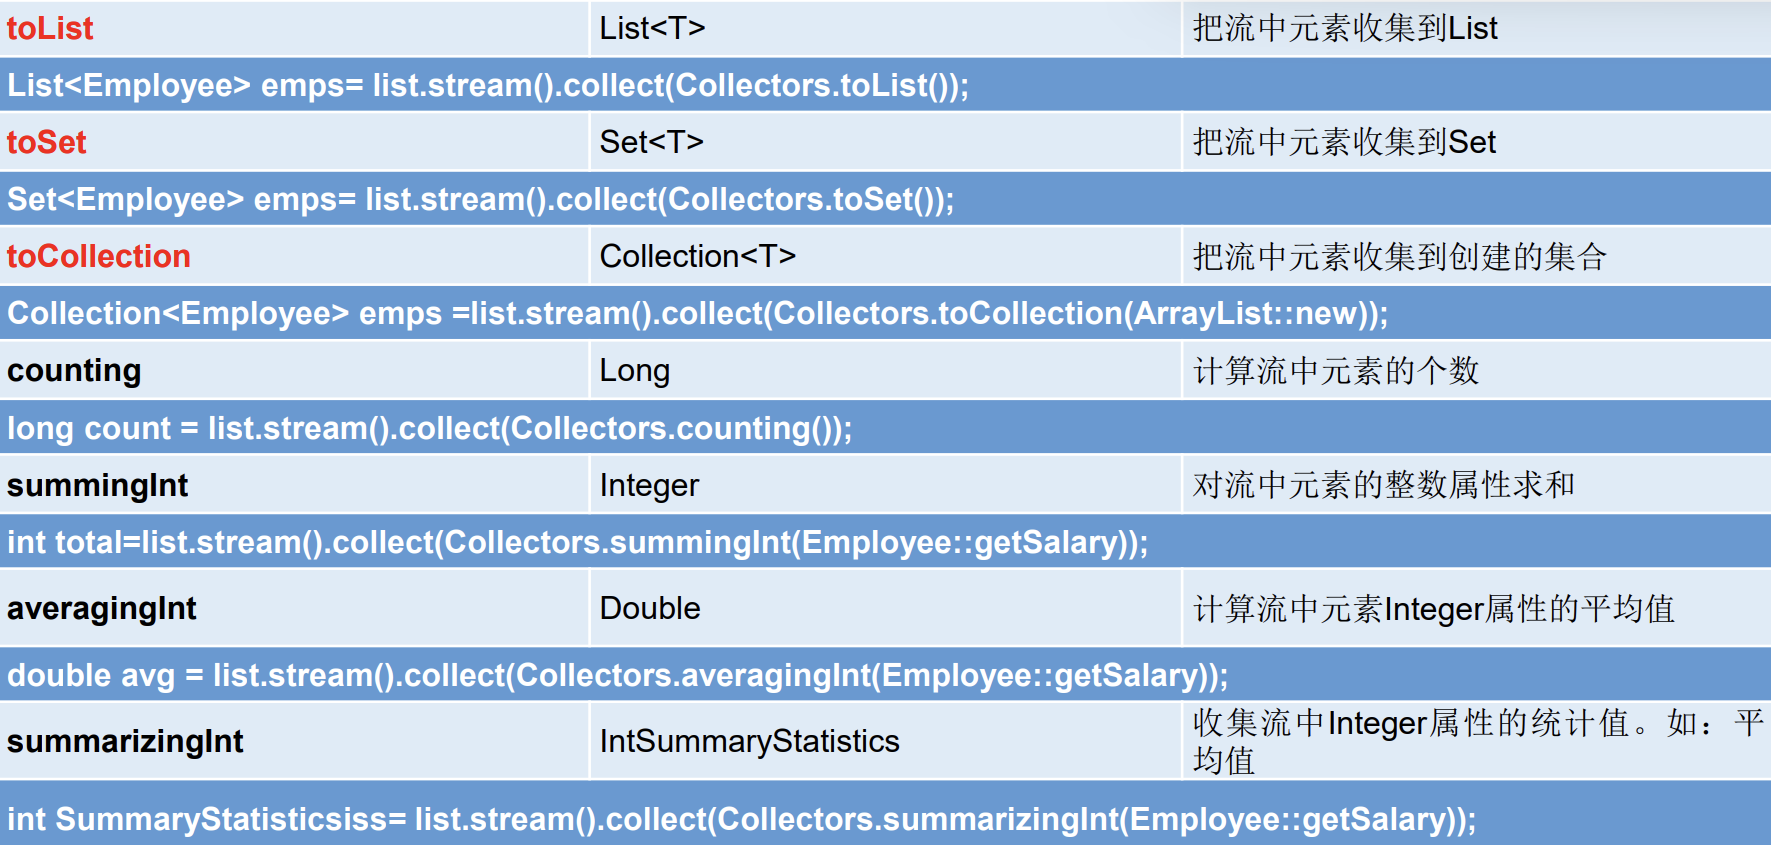 toList List<T> 把流中元素收集到List
List<Employee> emps= list.stream().collect(Collectors.toList());
toSet Set<T> 把流中元素收集到Set
Set<Employee> emps= list.stream().collect(Collectors.toSet());
toCollection Collection<T> 把流中元素收集到创建的集合
Collection<Employee> emps =list.stream().collect(Collectors.toCollection(ArrayList::new));
counting Long 计算流中元素的个数
long count = list.stream().collect(Collectors.counting());
summingInt Integer 对流中元素的整数属性求和
int total=list.stream().collect(Collectors.summingInt(Employee::getSalary));
averagingInt Double 计算流中元素Integer属性的平均值
double avg = list.stream().collect(Collectors.averagingInt(Employee::getSalary));
summarizingInt IntSummaryStatistics 收集流中Integer属性的统计值。如：平
均值
int SummaryStatisticsiss= list.stream().collect(Collectors.summarizingInt(Employee::getSalary));